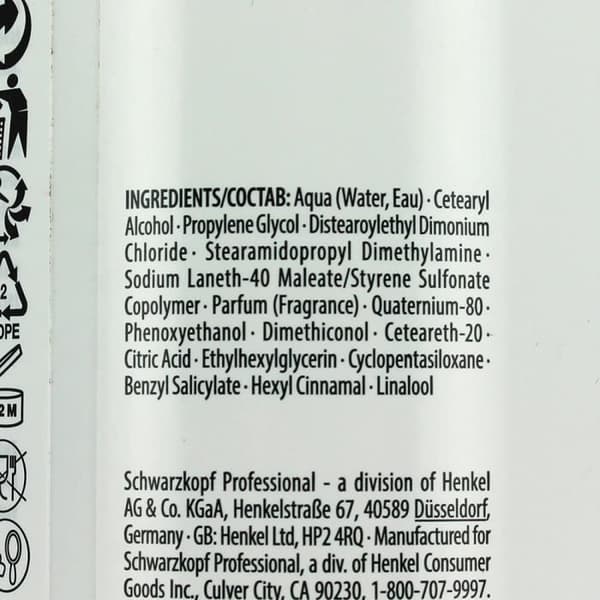 INGREDIENTS/СОСТАВ: Aqua (Water, Eau) · Cetearyl
Alcohol · Propylene Glycol · Distearoylethyl Dimonium
Chloride · Stearamidopropyl Dimethylamine ·
Sodium Laneth-40 Maleate/Styrene Sulfonate
Copolymer · Parfum (Fragrance) · Quaternium-80 ·
Phenoxyethanol · Dimethiconol · Ceteareth-20 ·
Citric Acid · Ethylhexylglycerin · Cyclopentasiloxane ·
Benzyl Salicylate · Hexyl Cinnamal · Linalool
Schwarzkopf Professional - a division of Henkel
AG & Co. KGaA, Henkelstraße 67, 40589 Düsseldorf,
Germany · GB: Henkel Ltd, HP2 4RQ · Manufactured for
Schwarzkopf Professional, a div. of Henkel Consumer
Goods Inc., Culver City, CA 90230, 1-800-707-9997.
2
DPE
2M